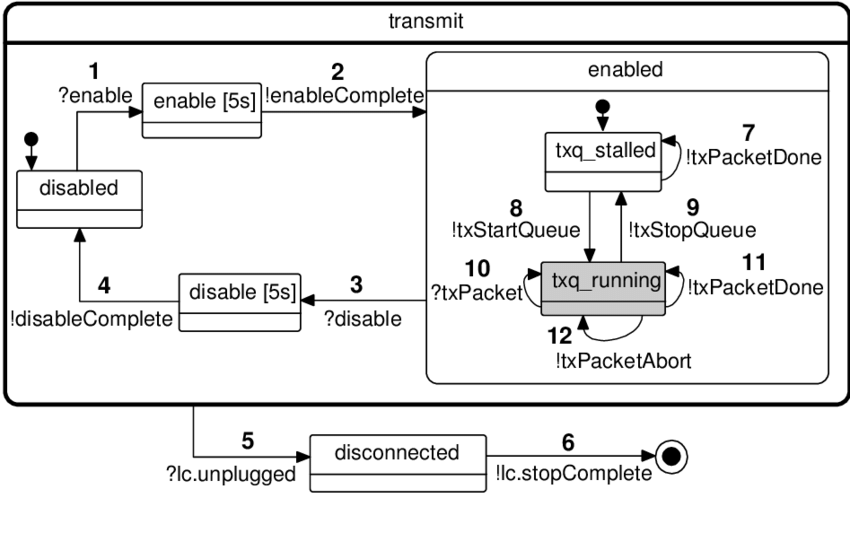 transmit
1
?enable
enable [5s]
2
!enableComplete
enabled
disabled
txq_stalled
7
!txPacketDone
8
!txStartQueue
9
!txStopQueue
4
!disableComplete
disable [5s]
3
?disable
10
?txPacket
txq_running
11
!txPacketDone
12
!txPacketAbort
5
?lc.unplugged
disconnected
6
!lc.stopComplete